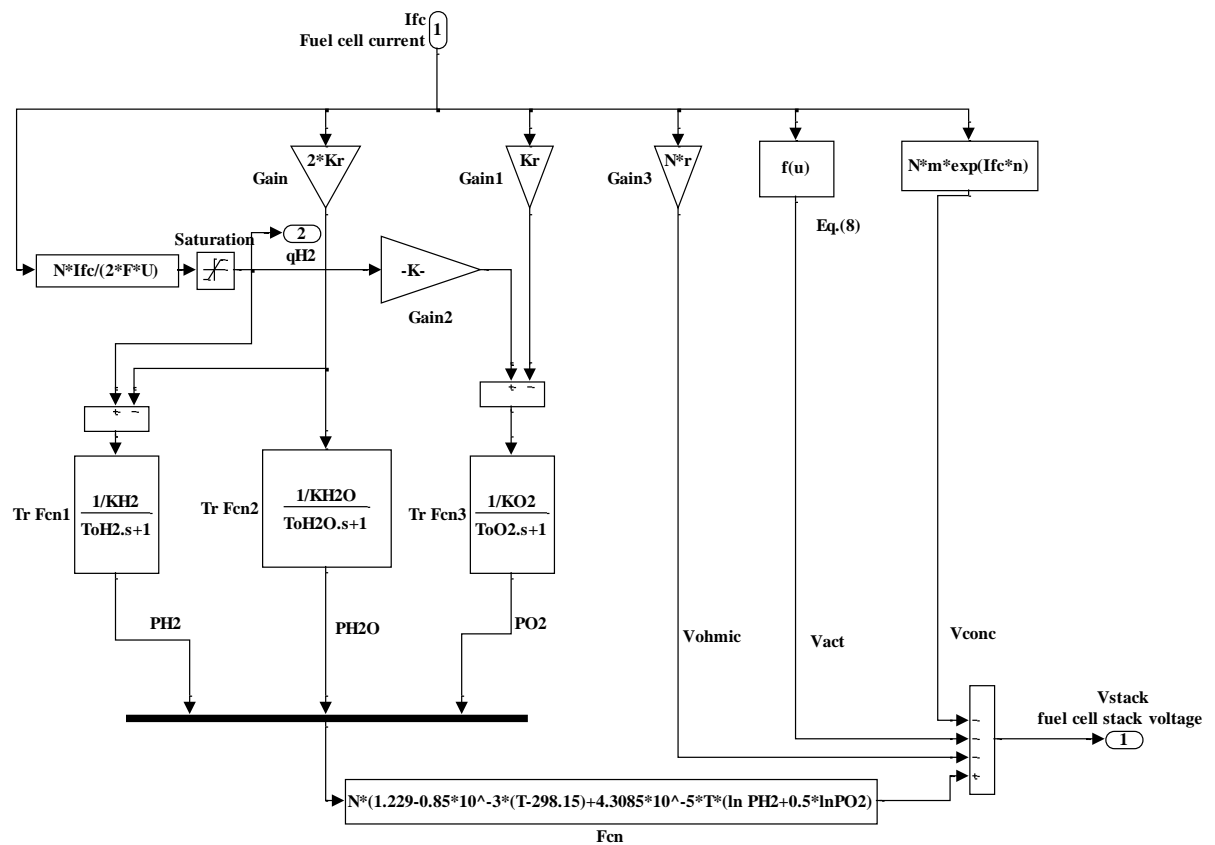 Ifc
Fuel cell current
1
2*Kr
Gain
Kr
Gain1
N*r
Gain3
f(u)
Eq.(8)
N*m*exp(Ifc*n)
2
qH2
Saturation
N*Ifc/(2*F*U)
-K-
Gain2
+ −
+ −
Tr Fcn1
1/KH2
ToH2.s+1
Tr Fcn2
1/KH2O
ToH2O.s+1
Tr Fcn3
1/KO2
ToO2.s+1
PH2
PH2O
PO2
Vohmic
Vact
Vconc
−
−
−
+
Vstack
fuel cell stack voltage
1
N*(1.229-0.85*10^-3*(T-298.15)+4.3085*10^-5*T*(ln PH2+0.5*lnPO2)
Fcn